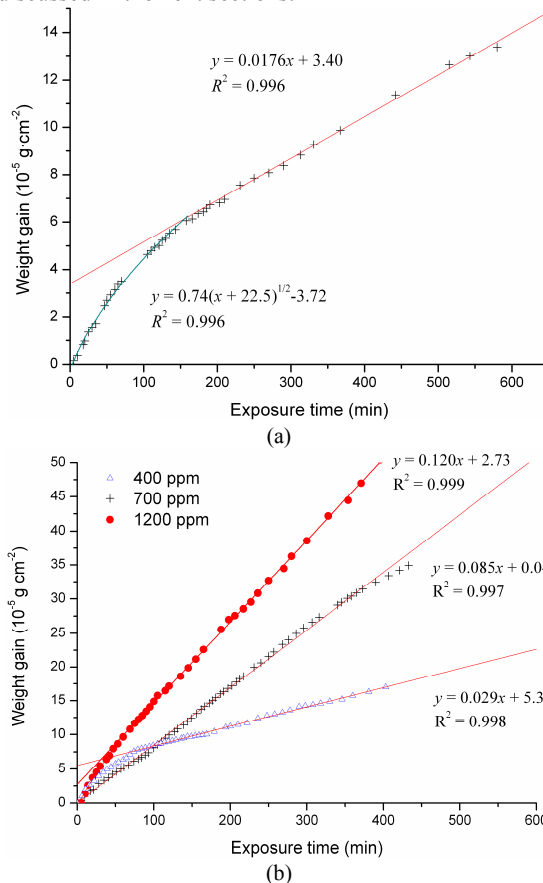 14
12
10
8
6
4
2
0
Weight gain (10⁻⁵ g·cm⁻²)
y = 0.0176x + 3.40
R² = 0.996
y = 0.74(x + 22.5)¹/²-3.72
R² = 0.996
0 100 200 300 400 500 600
Exposure time (min)
(a)
50
45
40
35
30
25
20
15
10
5
0
Weight gain (10⁻⁵ g cm⁻²)
400 ppm
700 ppm
1200 ppm
y = 0.120x + 2.73
R² = 0.999
y = 0.085x + 0.0
R² = 0.997
y = 0.029x + 5.3
R² = 0.998
0 100 200 300 400 500 600
Exposure time (min)
(b)